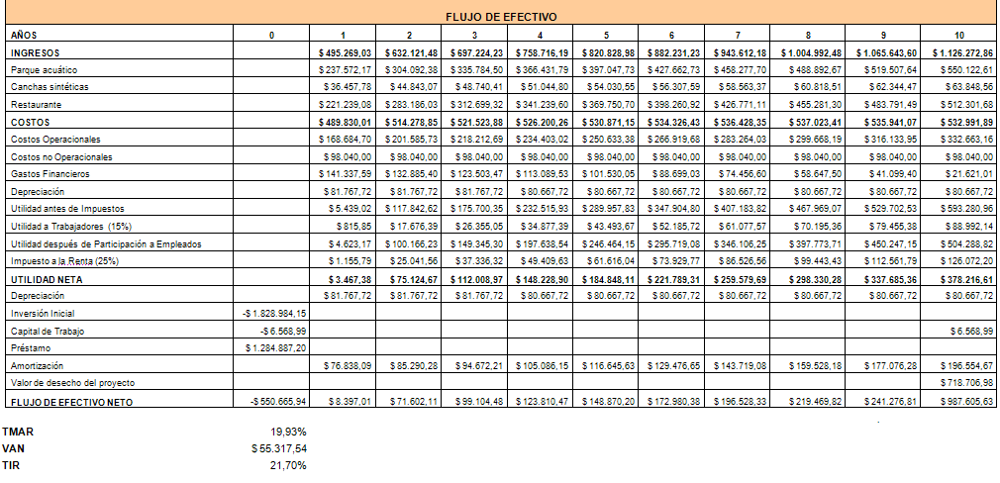 FLUJO DE EFECTIVO
AÑOS 0 1 2 3 4 5 6 7 8 9 10
INGRESOS $ 495.269,03 $ 632.121,48 $ 697.224,23 $ 758.716,19 $ 820.828,98 $ 882.231,23 $ 943.612,18 $ 1.004.992,48 $ 1.065.643,60 $ 1.126.272,86
Parque acuático $ 237.572,17 $ 304.092,38 $ 335.784,50 $ 366.431,79 $ 397.047,73 $ 427.662,73 $ 458.277,70 $ 488.892,67 $ 519.507,64 $ 550.122,61
Canchas sintéticas $ 36.457,78 $ 44.843,07 $ 48.740,41 $ 51.044,80 $ 54.030,55 $ 56.307,59 $ 58.563,37 $ 60.818,51 $ 62.344,47 $ 63.848,56
Restaurante $ 221.239,08 $ 283.186,03 $ 312.699,32 $ 341.239,60 $ 369.750,70 $ 398.260,92 $ 426.771,11 $ 455.281,30 $ 483.791,49 $ 512.301,68
COSTOS $ 489.830,01 $ 514.278,85 $ 521.523,88 $ 526.200,26 $ 530.871,15 $ 534.326,43 $ 536.428,35 $ 537.023,41 $ 535.941,07 $ 532.991,89
Costos Operacionales $ 168.684,70 $ 201.585,73 $ 218.212,69 $ 234.403,02 $ 250.633,38 $ 266.919,68 $ 283.264,03 $ 299.668,19 $ 316.133,95 $ 332.663,16
Costos no Operacionales $ 98.040,00 $ 98.040,00 $ 98.040,00 $ 98.040,00 $ 98.040,00 $ 98.040,00 $ 98.040,00 $ 98.040,00 $ 98.040,00 $ 98.040,00
Gastos Financieros $ 141.337,59 $ 132.885,40 $ 123.503,47 $ 113.089,53 $ 101.530,05 $ 88.699,03 $ 74.456,60 $ 58.647,50 $ 41.099,40 $ 21.621,01
Depreciación $ 81.767,72 $ 81.767,72 $ 81.767,72 $ 80.667,72 $ 80.667,72 $ 80.667,72 $ 80.667,72 $ 80.667,72 $ 80.667,72 $ 80.667,72
Utilidad antes de Impuestos $ 5.439,02 $ 117.842,62 $ 175.700,35 $ 232.515,93 $ 289.957,83 $ 347.904,80 $ 407.183,82 $ 467.969,07 $ 529.702,53 $ 593.280,96
Utilidad a Trabajadores (15%) $ 815,85 $ 17.676,39 $ 26.355,05 $ 34.877,39 $ 43.493,67 $ 52.185,72 $ 61.077,57 $ 70.195,36 $ 79.455,38 $ 88.992,14
Utilidad después de Participación a Empleados $ 4.623,17 $ 100.166,23 $ 149.345,30 $ 197.638,54 $ 246.464,15 $ 295.719,08 $ 346.106,25 $ 397.773,71 $ 450.247,15 $ 504.288,82
Impuesto a la Renta (25%) $ 1.155,79 $ 25.041,56 $ 37.336,32 $ 49.409,63 $ 61.616,04 $ 73.929,77 $ 86.526,56 $ 99.443,43 $ 112.561,79 $ 126.072,20
UTILIDAD NETA $ 3.467,38 $ 75.124,67 $ 112.008,97 $ 148.228,90 $ 184.848,11 $ 221.789,31 $ 259.579,69 $ 298.330,28 $ 337.685,36 $ 378.216,61
Depreciación $ 81.767,72 $ 81.767,72 $ 81.767,72 $ 80.667,72 $ 80.667,72 $ 80.667,72 $ 80.667,72 $ 80.667,72 $ 80.667,72 $ 80.667,72
Inversión Inicial -$ 1.828.984,15
Capital de Trabajo -$ 6.568,99 $ 6.568,99
Préstamo $ 1.284.887,20
Amortización $ 76.838,09 $ 85.290,28 $ 94.672,21 $ 105.086,15 $ 116.645,63 $ 129.476,65 $ 143.719,08 $ 159.528,18 $ 177.076,28 $ 196.554,67
Valor de desecho del proyecto $ 718.706,98
FLUJO DE EFECTIVO NETO -$ 550.665,94 $ 8.397,01 $ 71.602,11 $ 99.104,48 $ 123.810,47 $ 148.870,20 $ 172.980,38 $ 196.528,33 $ 219.469,82 $ 241.276,81 $ 987.605,63
TMAR 19,93%
VAN $ 55.317,54
TIR 21,70%